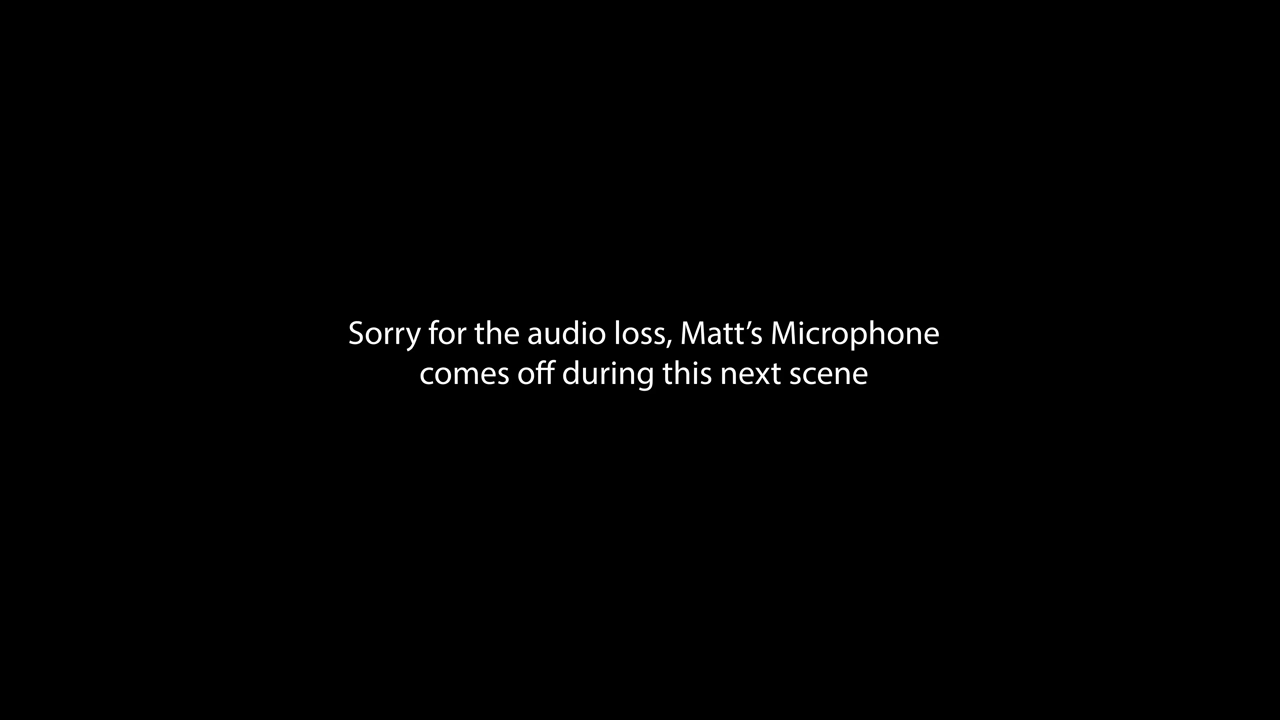 Sorry for the audio loss, Matt’s Microphone
comes off during this next scene